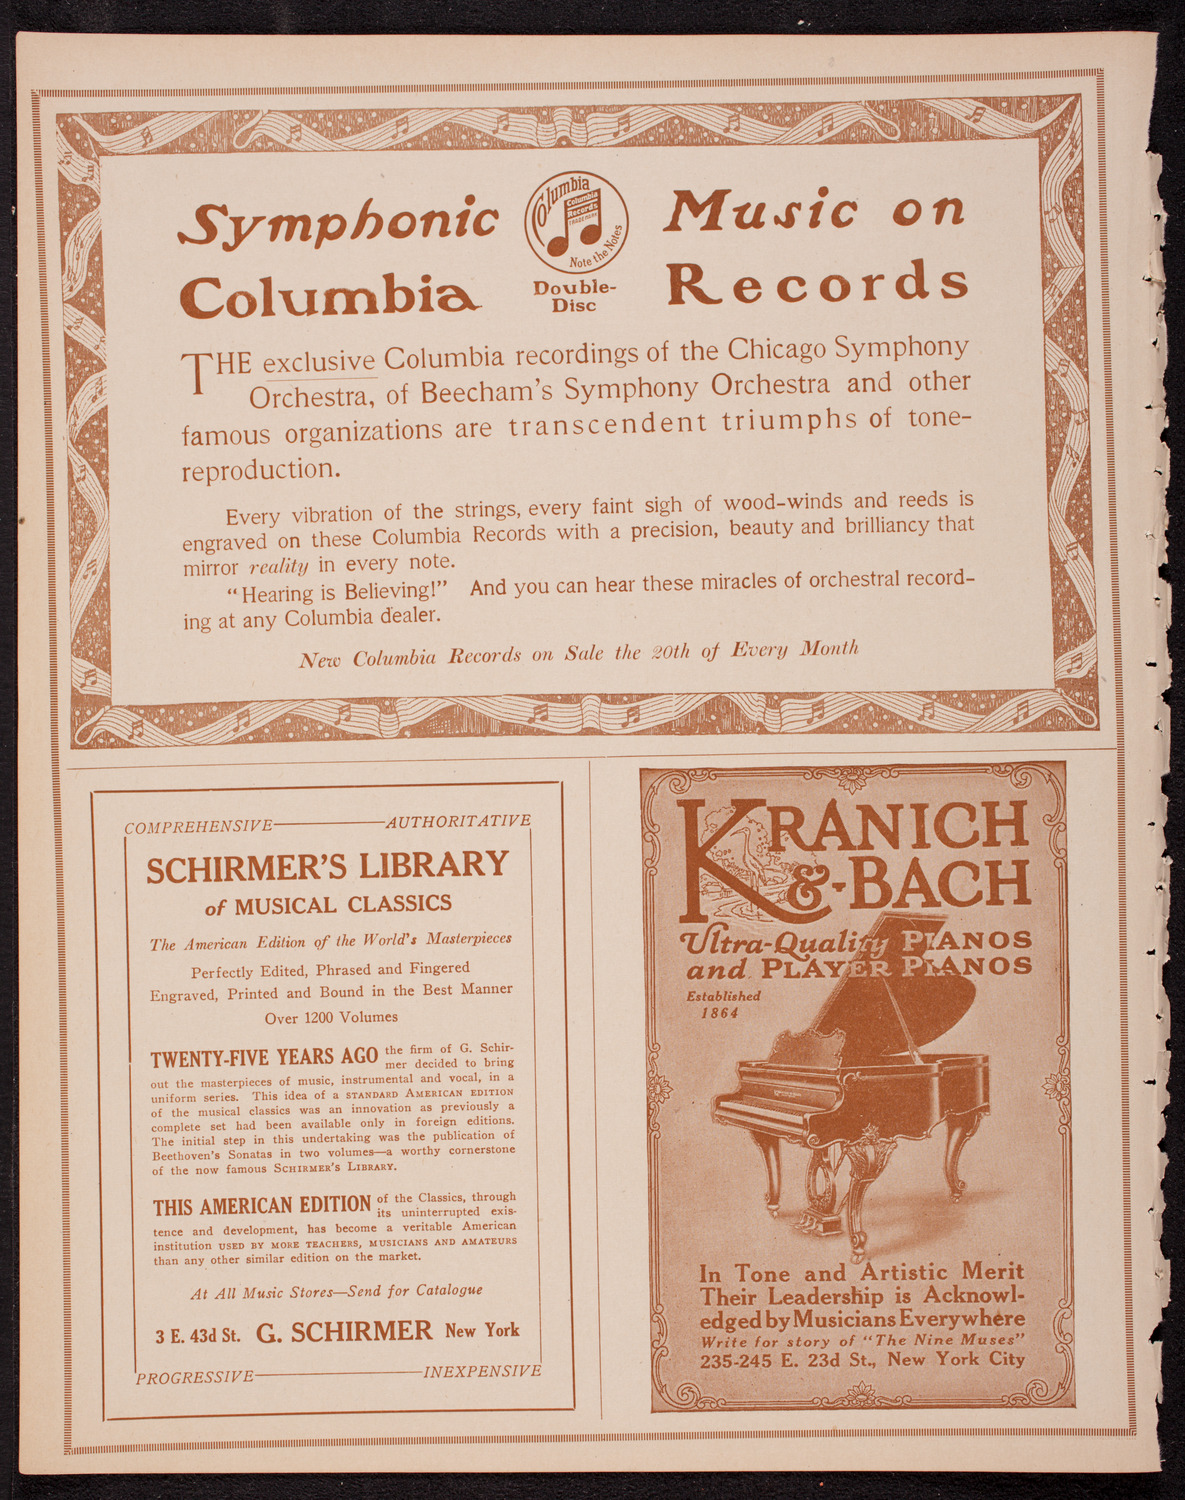 Symphonic Music on
Columbia Records
Columbia
Columbia
Records
TRADE MARK
Note the Notes
Double-
Disc
THE exclusive Columbia recordings of the Chicago Symphony
Orchestra, of Beecham's Symphony Orchestra and other
famous organizations are transcendent triumphs of tone-
reproduction.
Every vibration of the strings, every faint sigh of wood-winds and reeds is
engraved on these Columbia Records with a precision, beauty and brilliancy that
mirror reality in every note.
"Hearing is Believing!" And you can hear these miracles of orchestral record-
ing at any Columbia dealer.
New Columbia Records on Sale the 20th of Every Month
COMPREHENSIVE—AUTHORITATIVE
SCHIRMER'S LIBRARY
of MUSICAL CLASSICS
The American Edition of the World's Masterpieces
Perfectly Edited, Phrased and Fingered
Engraved, Printed and Bound in the Best Manner
Over 1200 Volumes
TWENTY-FIVE YEARS AGO the firm of G. Schir-
mer decided to bring
out the masterpieces of music, instrumental and vocal, in a
uniform series. This idea of a STANDARD AMERICAN EDITION
of the musical classics was an innovation as previously a
complete set had been available only in foreign editions.
The initial step in this undertaking was the publication of
Beethoven's Sonatas in two volumes—a worthy cornerstone
of the now famous SCHIRMER'S LIBRARY.
THIS AMERICAN EDITION of the Classics, through
its uninterrupted exis-
tence and development, has become a veritable American
institution USED BY MORE TEACHERS, MUSICIANS AND AMATEURS
than any other similar edition on the market.
At All Music Stores—Send for Catalogue
3 E. 43d St. G. SCHIRMER New York
PROGRESSIVE—INEXPENSIVE
KRANICH
&-BACH
Ultra-Quality PIANOS
and PLAYER PIANOS
Established
1864
In Tone and Artistic Merit
Their Leadership is Acknowl-
edged by Musicians Everywhere
Write for story of "The Nine Muses"
235-245 E. 23d St., New York City